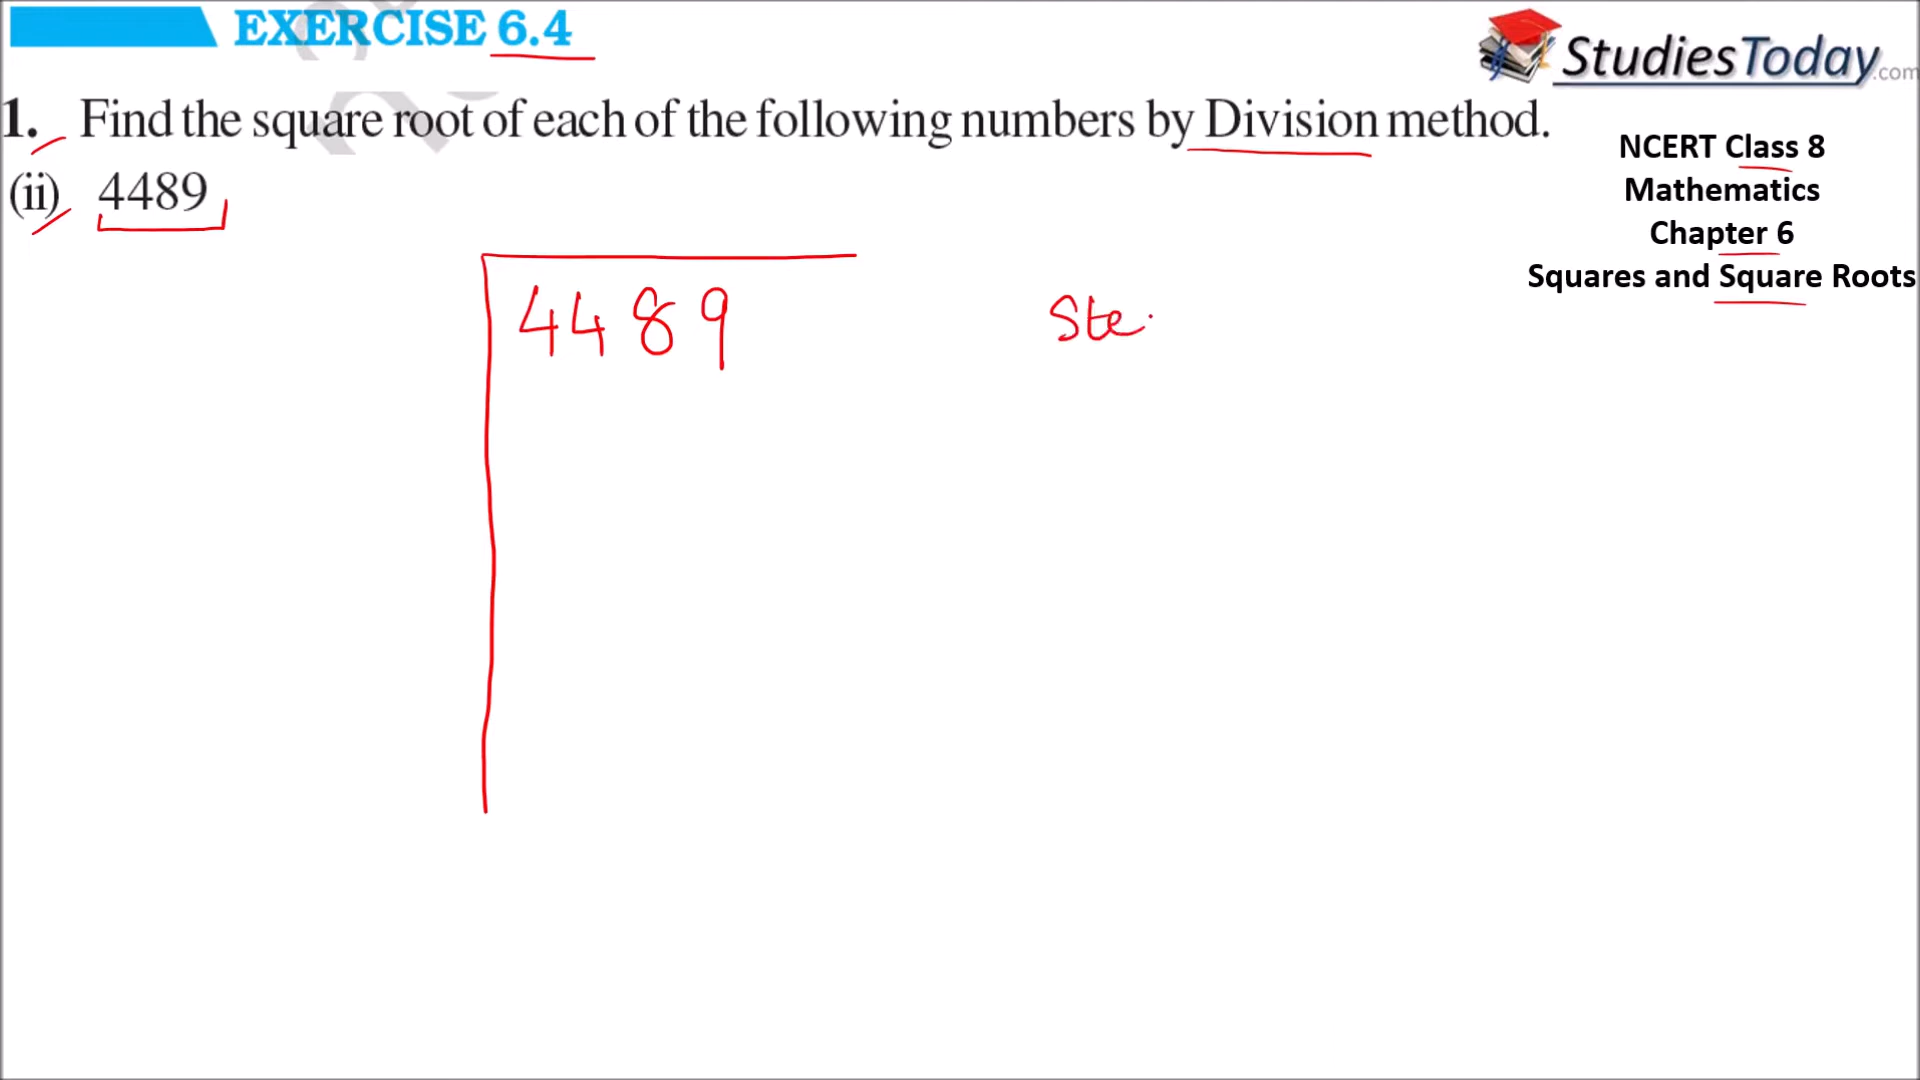 EXERCISE 6.4
StudiesToday.com
1. Find the square root of each of the following numbers by Division method.
NCERT Class 8
Mathematics
Chapter 6
Squares and Square Roots
(ii) 4489
4489
Ste